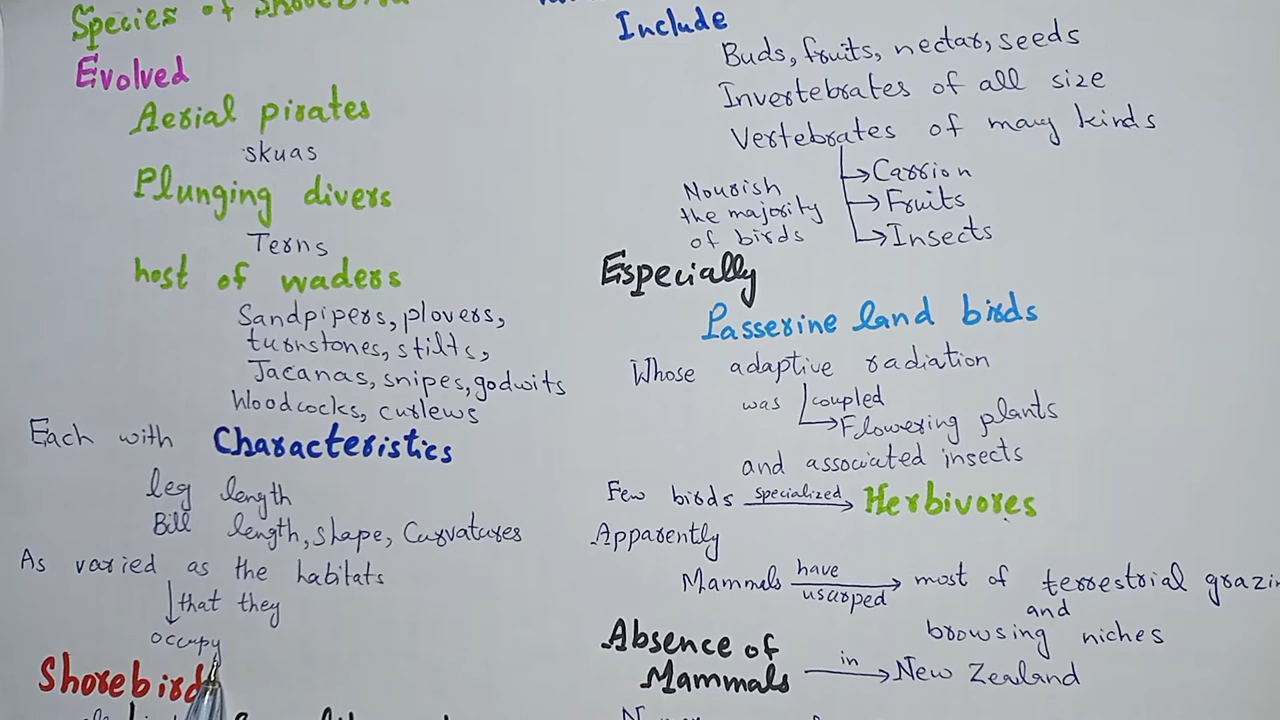 Species of Shorebird
Evolved
Aerial pirates
skuas
Plunging divers
Terns
host of waders
Sandpipers, plovers,
turnstones, stilts,
Jacanas, snipes, godwits
Woodcocks, curlews
Each with Characteristics
leg length
Bill length, shape, Curvatures
As varied as the habitats
that they
occupy
Shorebird
Include
Buds, fruits, nectar, seeds
Invertebrates of all size
Vertebrates of many kinds
Carrion
Fruits
Insects
Nourish
the majority
of birds
Especially
Passerine land birds
Whose adaptive radiation
was coupled
Flowering plants
and associated insects
Few birds specialized Herbivores
Apparently
Mammals have usurped most of terrestrial grazi
and
browsing niches
Absence of
Mammals in New Zealand